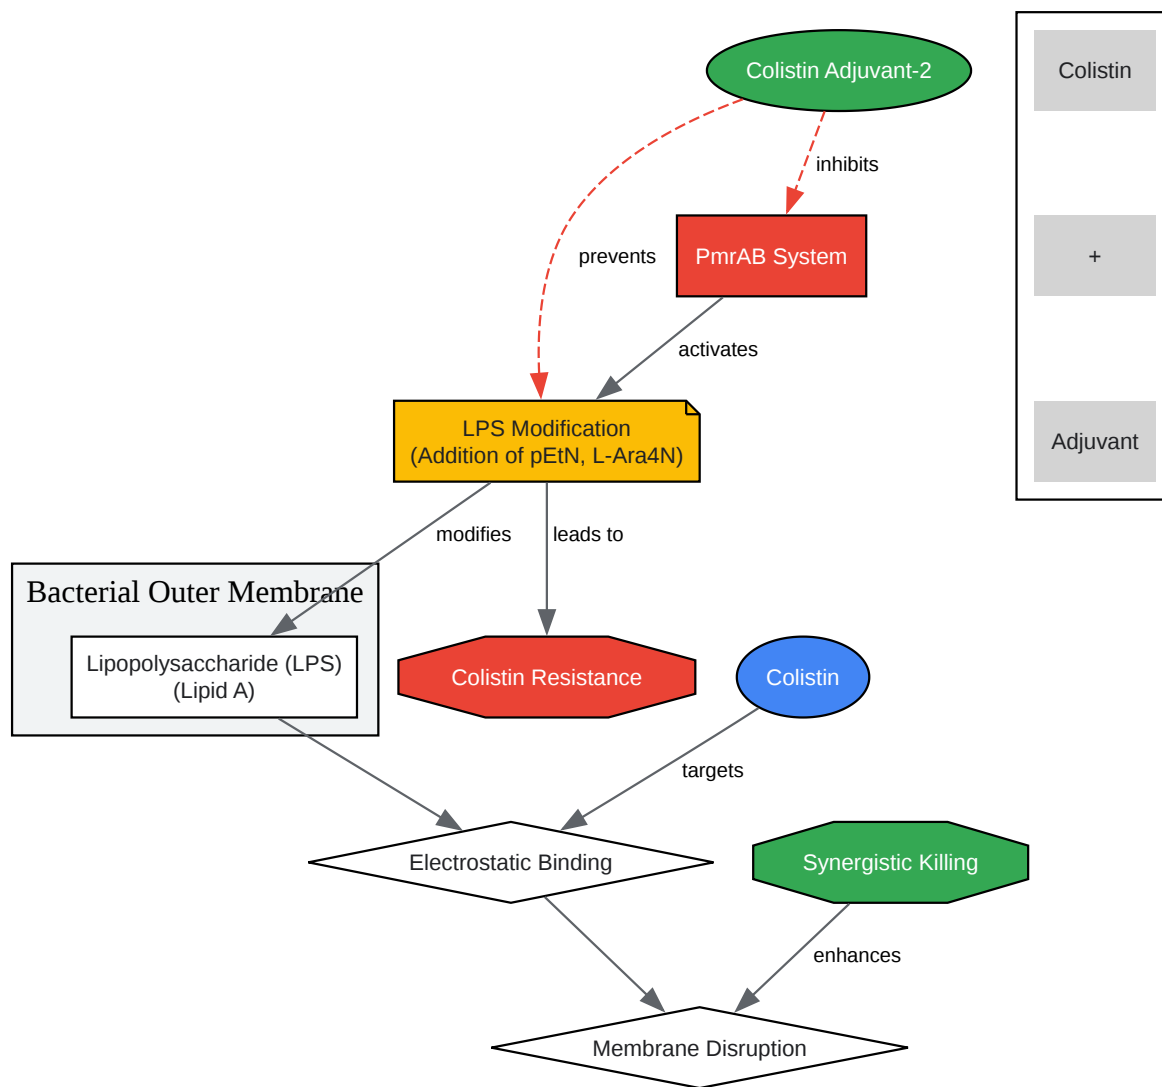 Colistin Adjuvant-2
Colistin
inhibits
prevents
PmrAB System
+
activates
LPS Modification
(Addition of pEtN, L-Ara4N)
Adjuvant
modifies
leads to
Bacterial Outer Membrane
Lipopolysaccharide (LPS)
(Lipid A)
Colistin Resistance
Colistin
targets
Electrostatic Binding
Synergistic Killing
enhances
Membrane Disruption